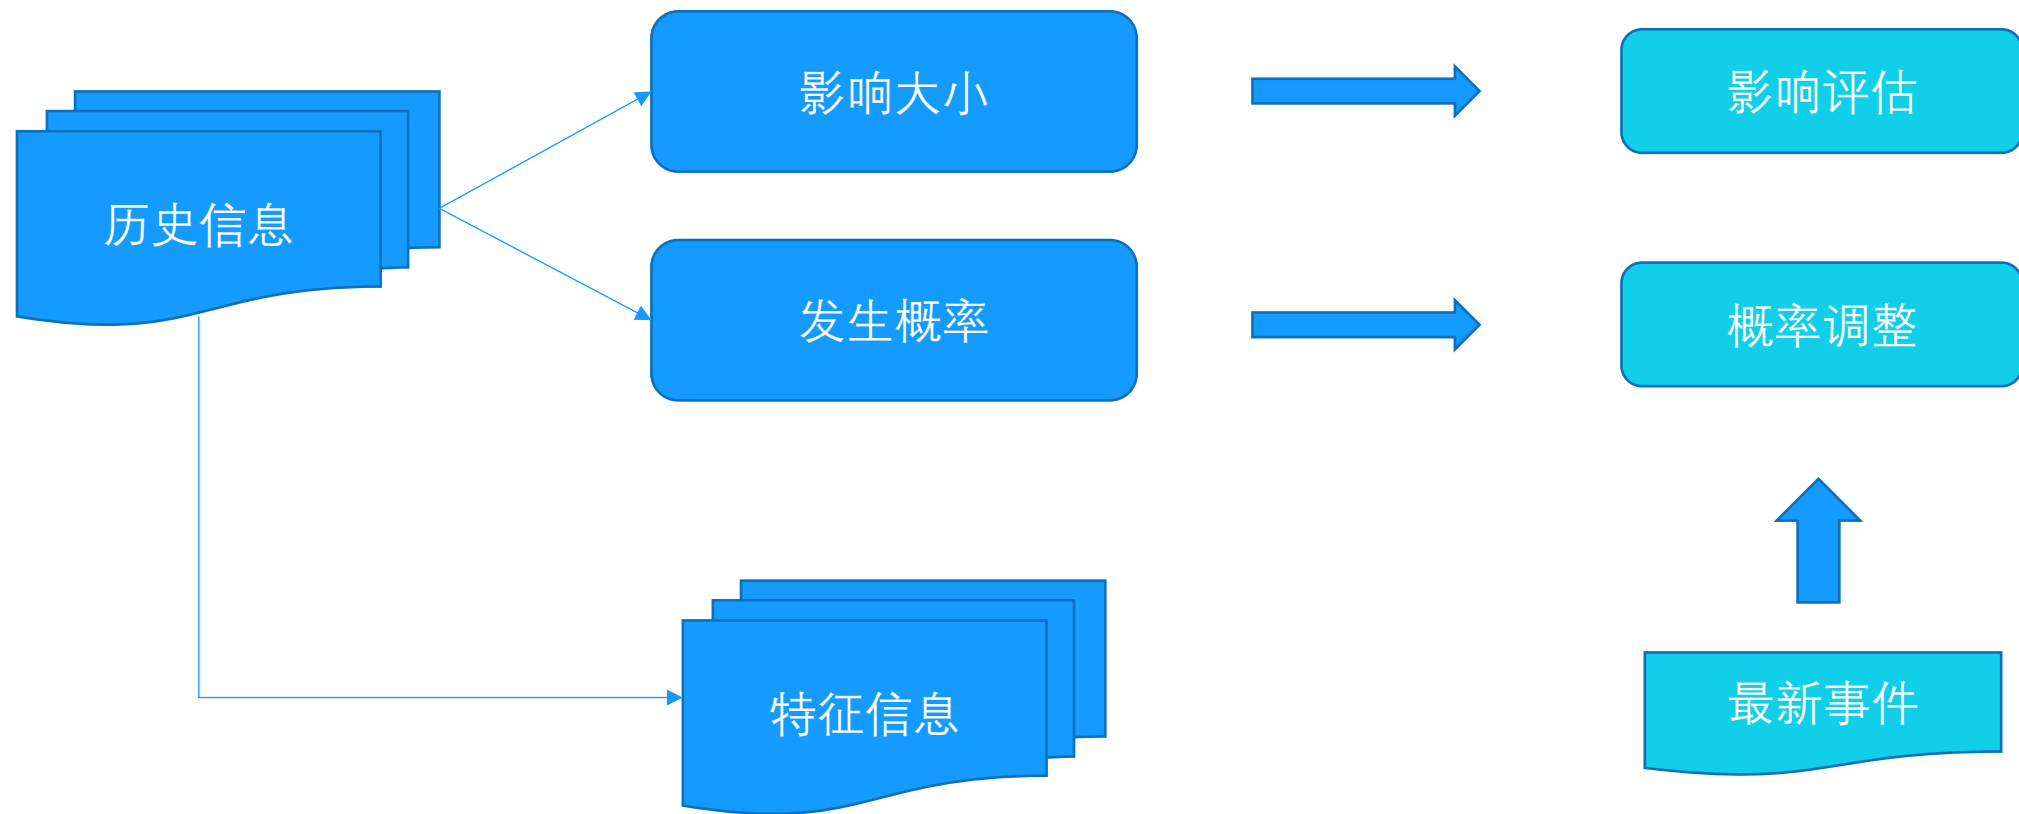 影响大小
影响评估
历史信息
发生概率
概率调整
特征信息
最新事件